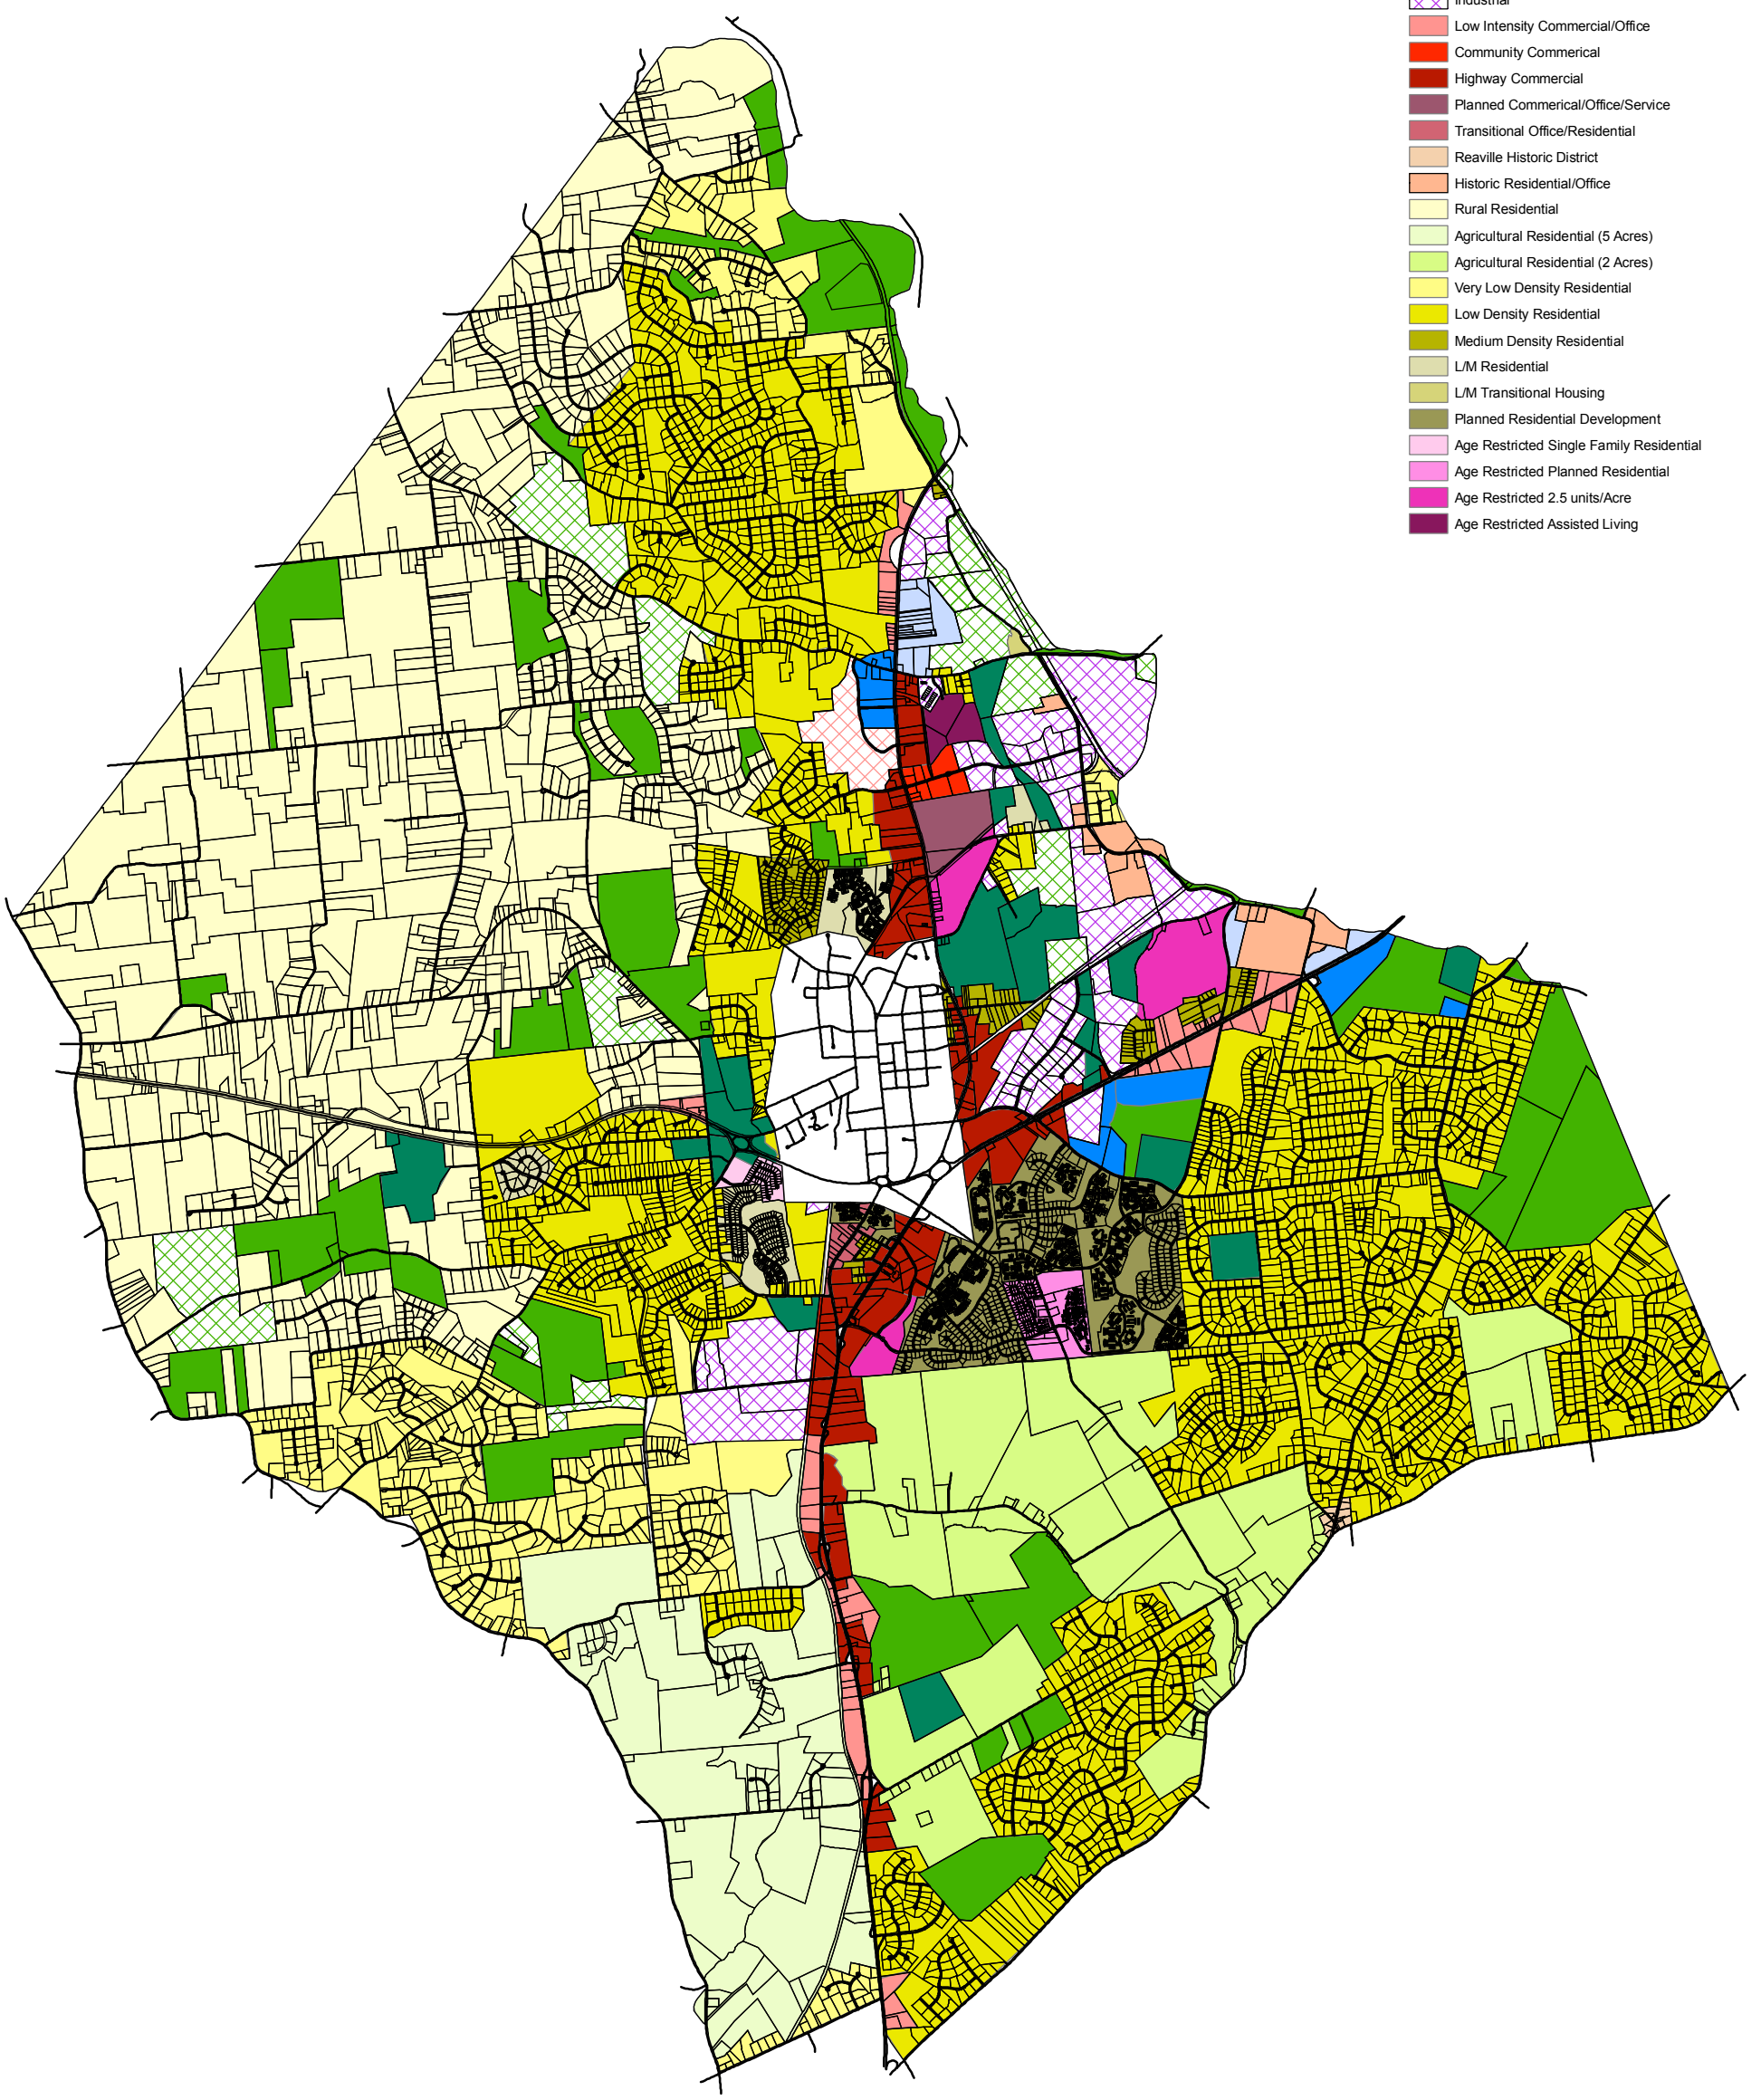 Industrial
Low Intensity Commercial/Office
Community Commerical
Highway Commercial
Planned Commerical/Office/Service
Transitional Office/Residential
Reaville Historic District
Historic Residential/Office
Rural Residential
Agricultural Residential (5 Acres)
Agricultural Residential (2 Acres)
Very Low Density Residential
Low Density Residential
Medium Density Residential
L/M Residential
L/M Transitional Housing
Planned Residential Development
Age Restricted Single Family Residential
Age Restricted Planned Residential
Age Restricted 2.5 units/Acre
Age Restricted Assisted Living